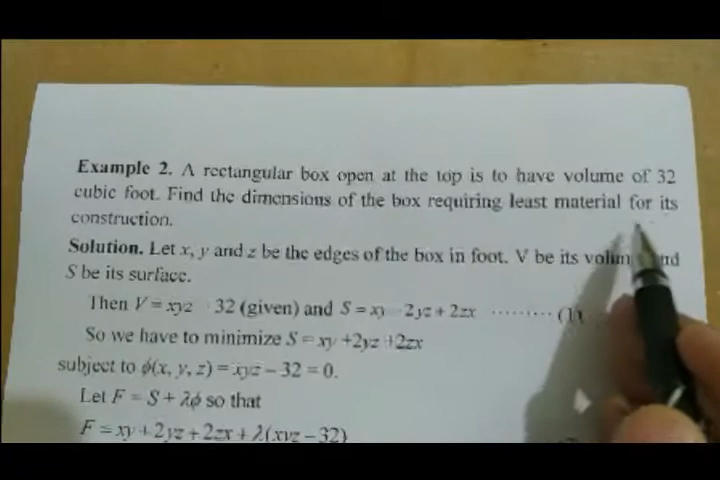 Example 2. A rectangular box open at the top is to have volume of 32
cubic foot. Find the dimensions of the box requiring least material for its
construction.
Solution. Let x, y and z be the edges of the box in foot. V be its
S be its surface.
Then V = xyz 32 (given) and S = xy 2yz + 2zx ......... (1)
So we have to minimize S = xy +2yz +2zx
subject to ϕ(x, y, z) = xyz – 32 = 0.
Let F = S + λϕ so that
F = xy + 2yz + 2zx + λ(xyz – 32)